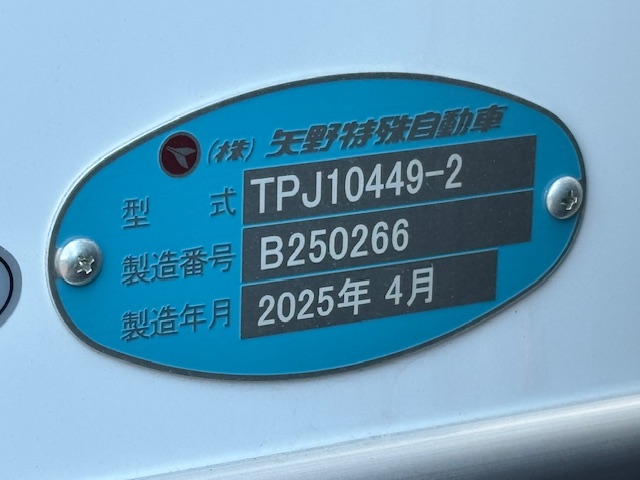 (株) 矢野特殊自動車
型 式 TPJ10449-2
製造番号 B250266
製造年月 2025年 4月